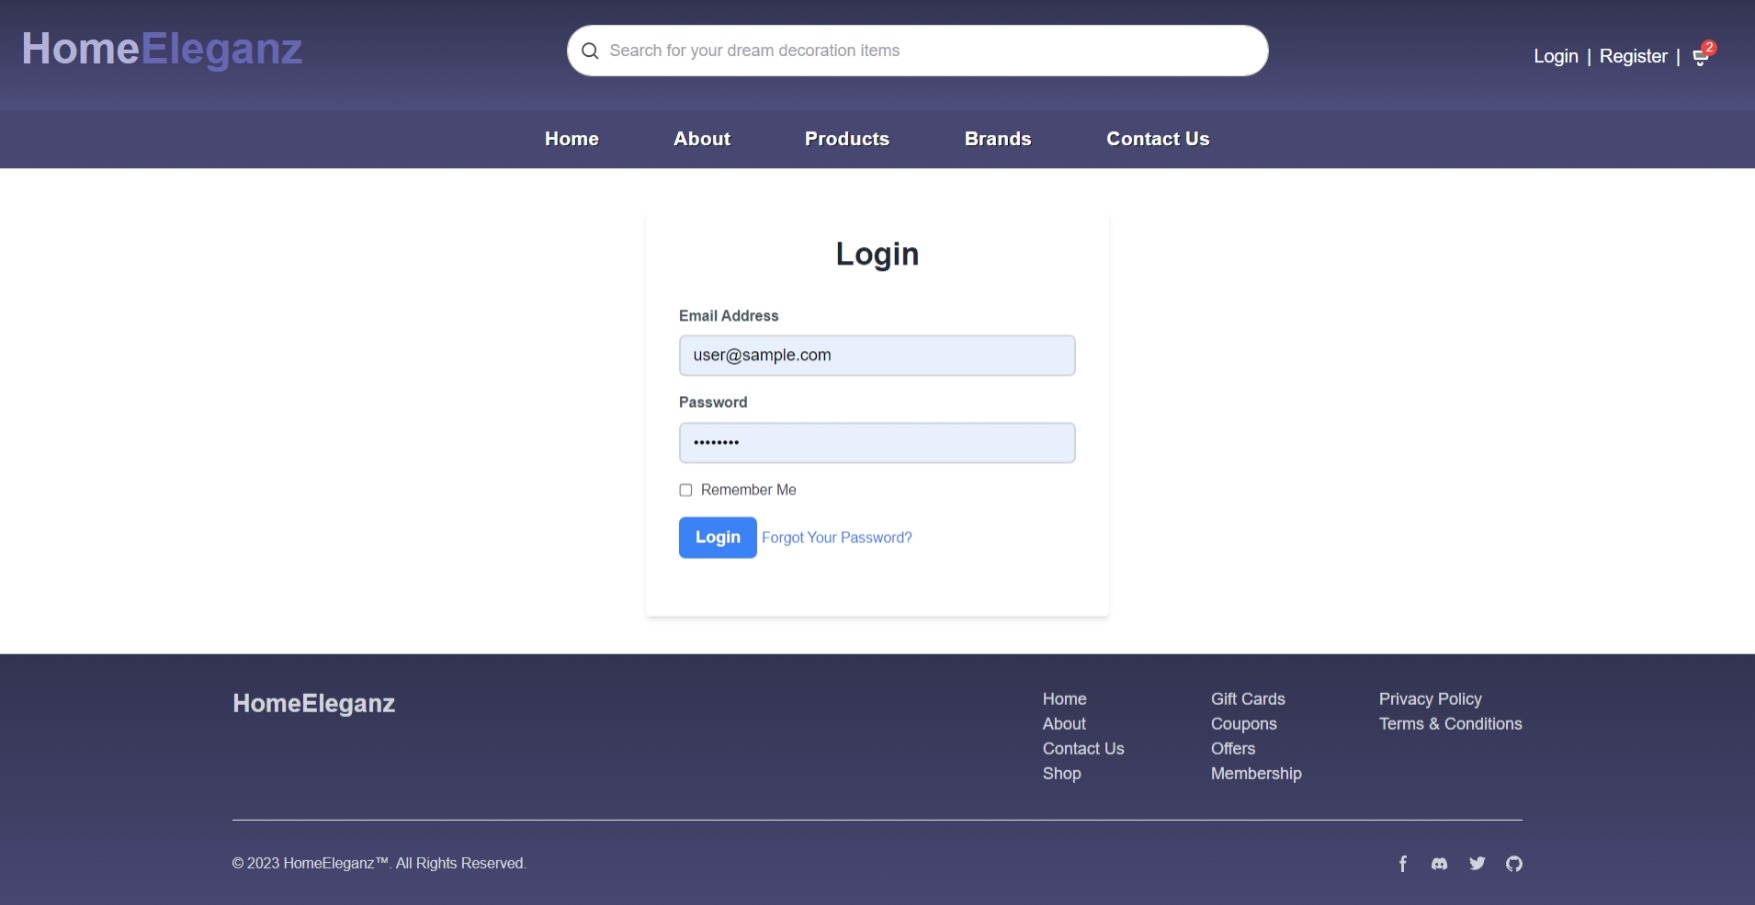 HomeEleganz
Search for your dream decoration items
Login | Register |
2
Home About Products Brands Contact Us
Login
Email Address
user@sample.com
Password
••••••••
Remember Me
Login Forgot Your Password?
HomeEleganz
Home
About
Contact Us
Shop
Gift Cards
Coupons
Offers
Membership
Privacy Policy
Terms & Conditions
© 2023 HomeEleganz™. All Rights Reserved.